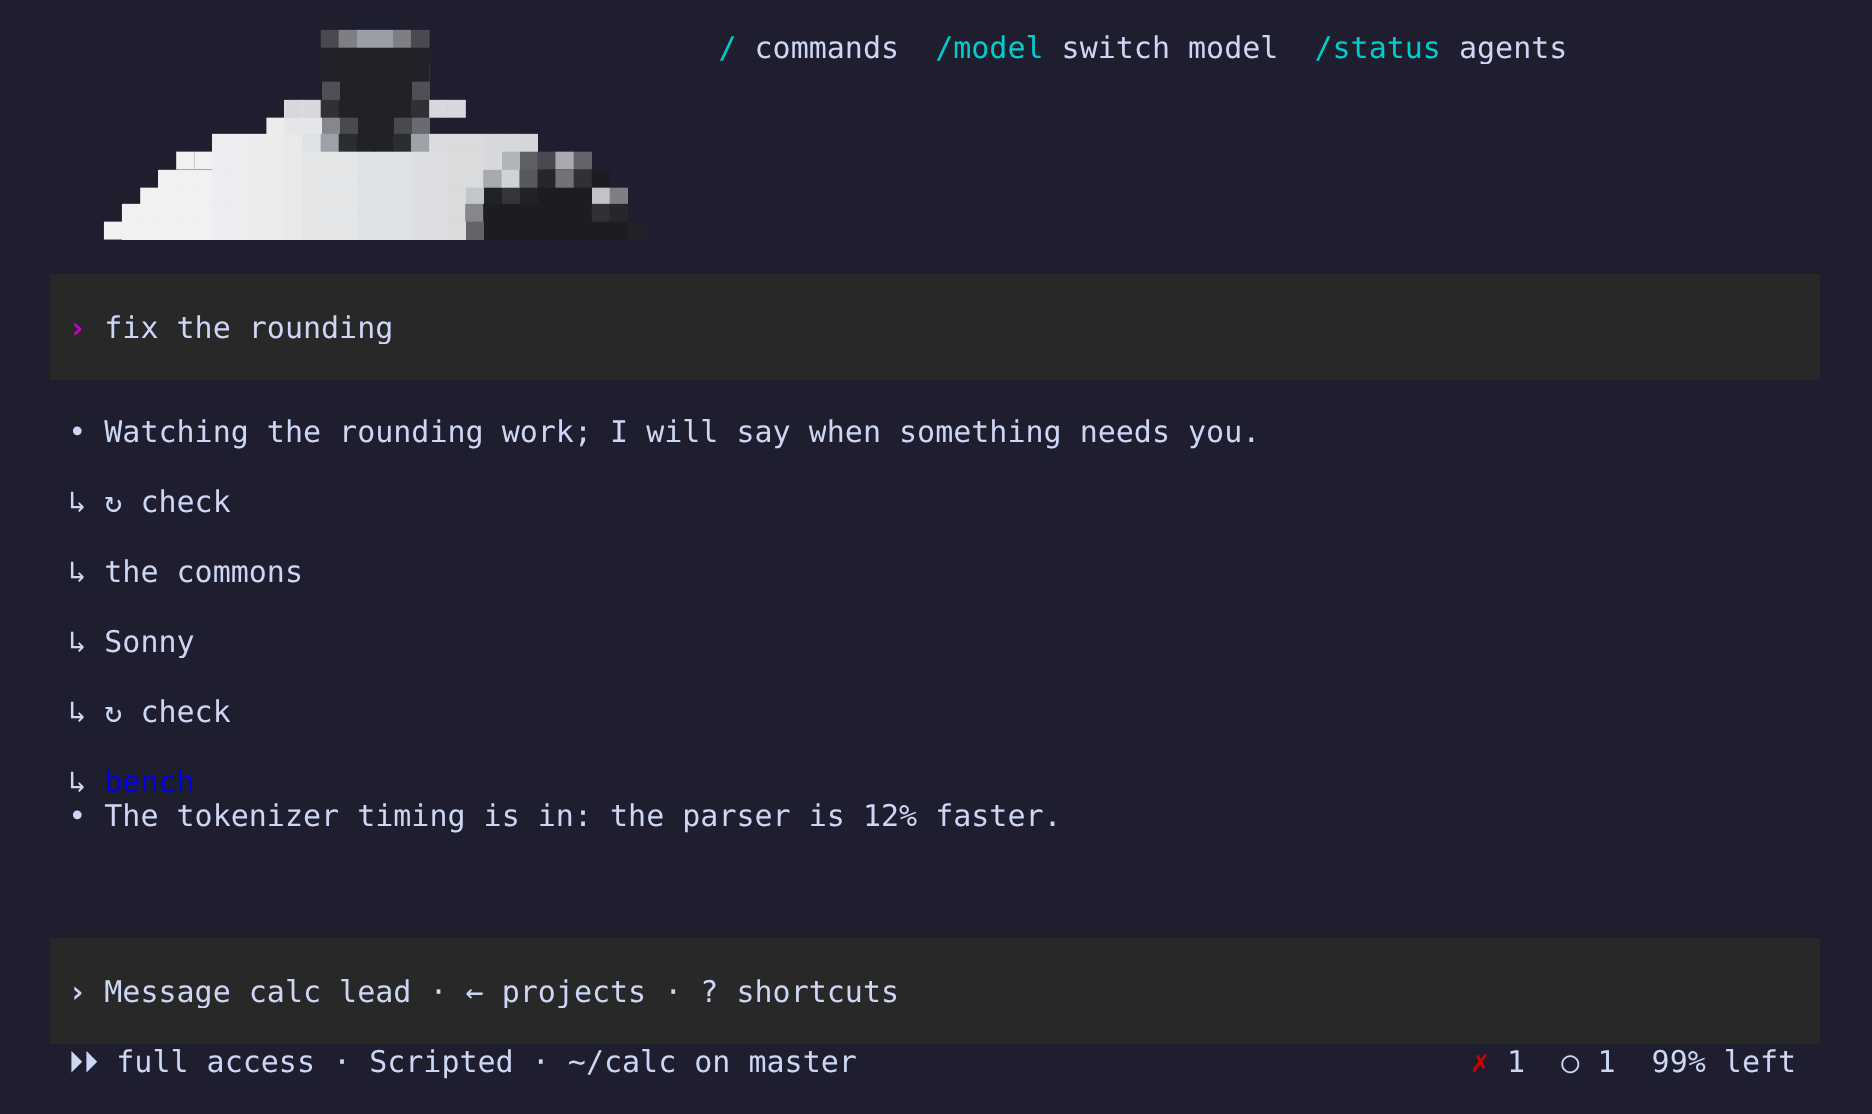 / commands  /model switch model  /status agents
› fix the rounding
• Watching the rounding work; I will say when something needs you.
↳ ↻ check
↳ the commons
↳ Sonny
↳ ↻ check
↳ bench
• The tokenizer timing is in: the parser is 12% faster.
› Message calc lead · ← projects · ? shortcuts
⏵⏵ full access · Scripted · ~/calc on master  ✗ 1  ○ 1  99% left